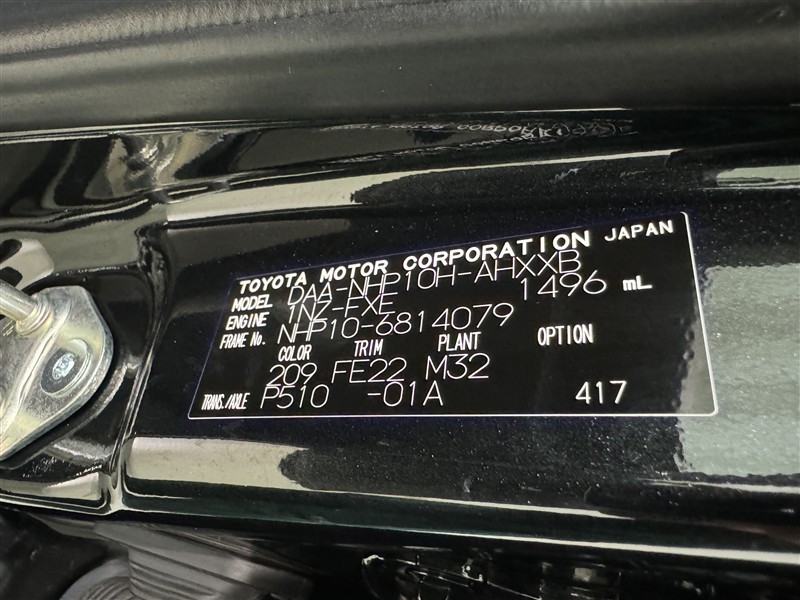 TOYOTA MOTOR CORPORATION JAPAN
MODEL DAA-NHP10H-AHXXB
ENGINE 1NZ-FXE 1496 mL
FRAME No. NHP10-6814079
COLOR TRIM PLANT OPTION
209 FE22 M32
TRANS./AXLE P510 -01A 417